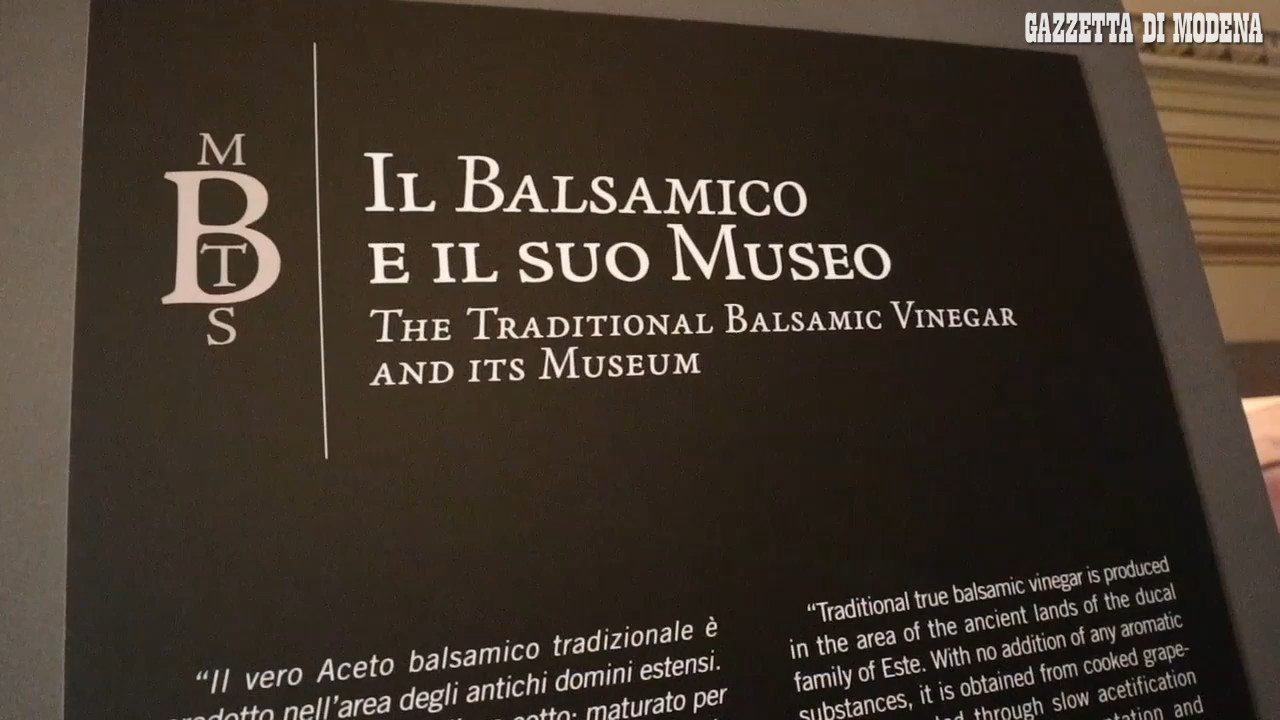 GAZZETTA DI MODENA
M
B
T
S
IL BALSAMICO
E IL SUO MUSEO
THE TRADITIONAL BALSAMIC VINEGAR
AND ITS MUSEUM
“Il vero Aceto balsamico tradizionale è
nell'area degli antichi domini estensi.
maturato per
“Traditional true balsamic vinegar is produced
in the area of the ancient lands of the ducal
family of Este. With no addition of any aromatic
substances, it is obtained from cooked grape-
through slow acetification
and